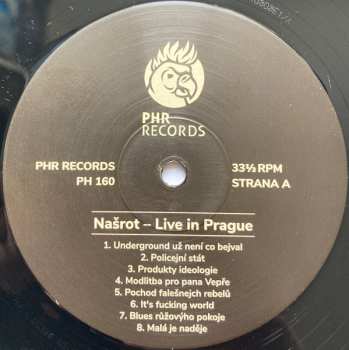 PHR
RECORDS
PHR RECORDS
PH 160
33⅓ RPM
STRANA A
Našrot – Live in Prague
1. Underground už není co bejval
2. Policejní stát
3. Produkty ideologie
4. Modlitba pro pana Vepře
5. Pochod falešnejch rebelů
6. It's fucking world
7. Blues růžovýho pokoje
8. Malá je naděje